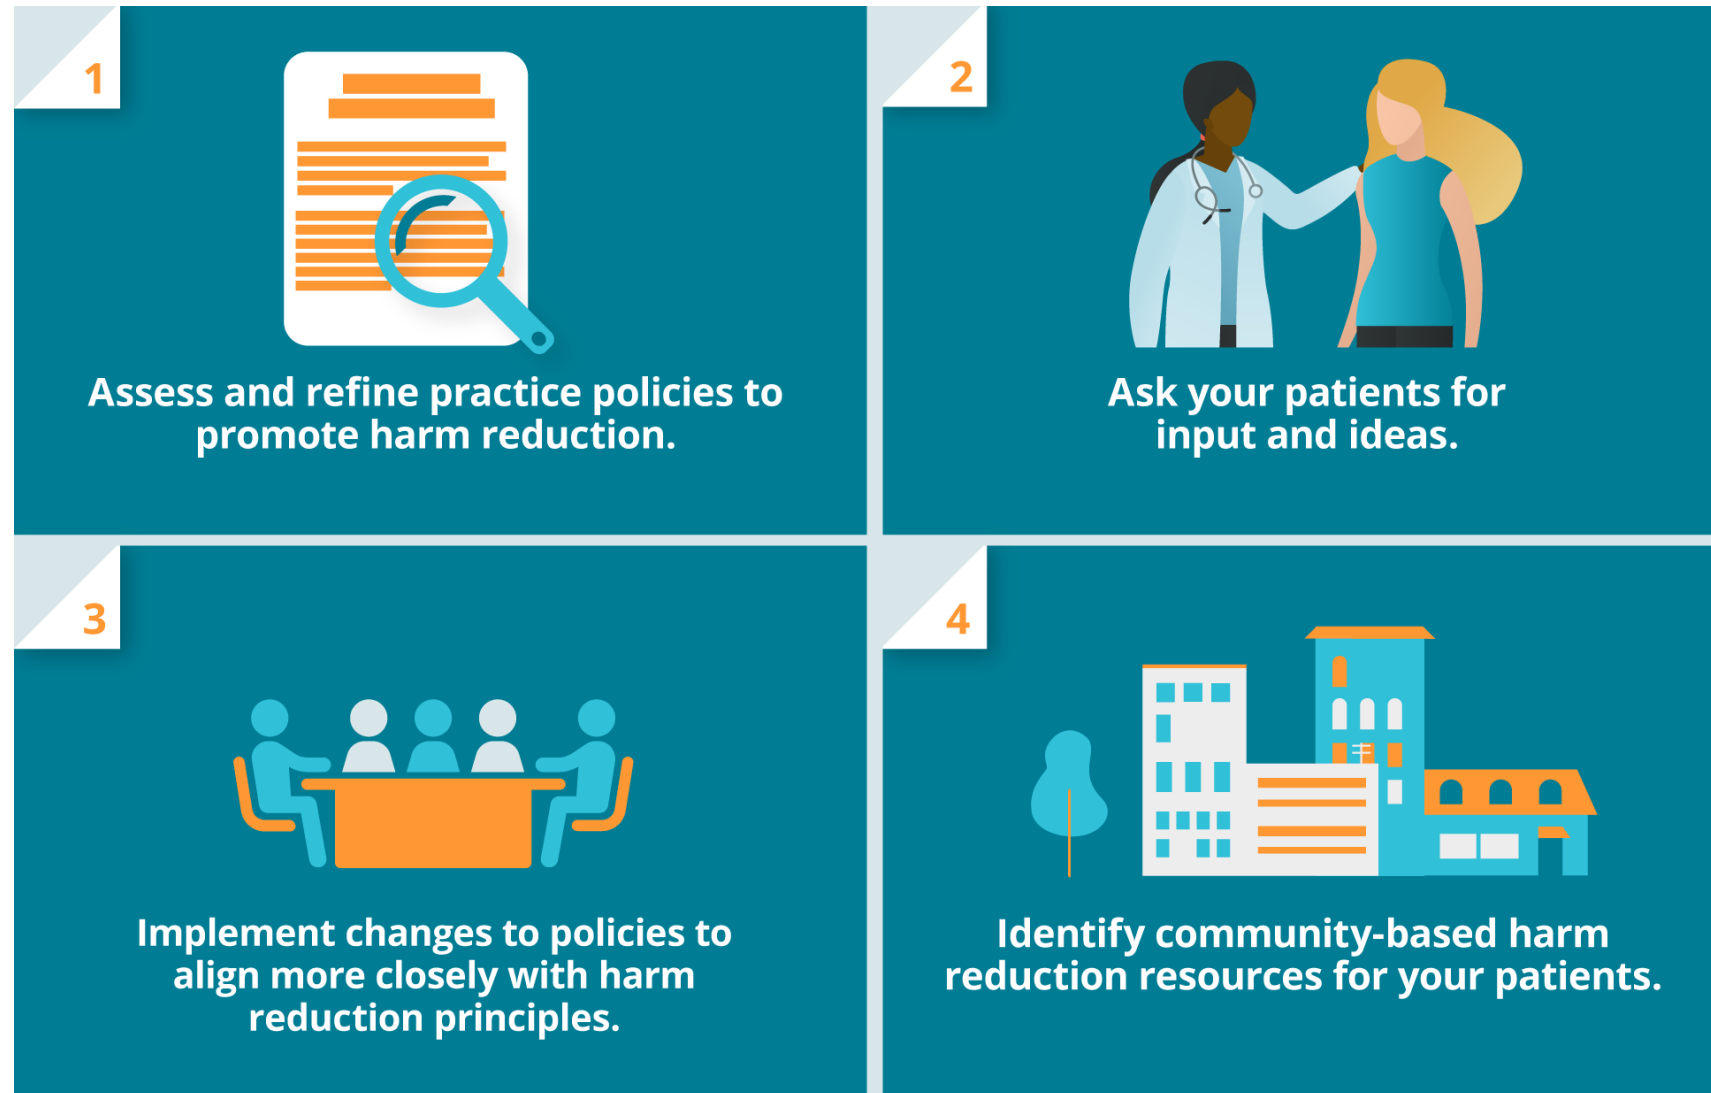 1
Assess and refine practice policies to
promote harm reduction.
2
Ask your patients for
input and ideas.
3
Implement changes to policies to
align more closely with harm
reduction principles.
4
Identify community-based harm
reduction resources for your patients.